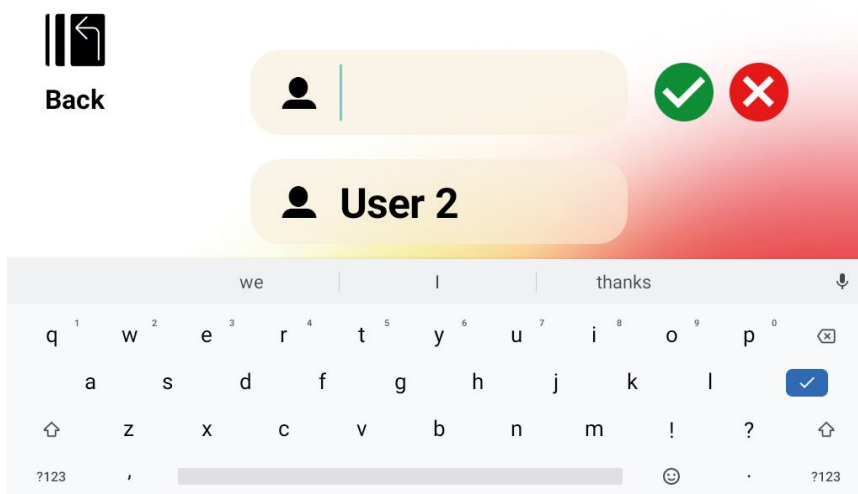 Back
User 2
we I thanks
q 1 w 2 e 3 r 4 t 5 y 6 u 7 i 8 o 9 p 0
a s d f g h j k l
z x c v b n m ! ?
?123 , . ?123